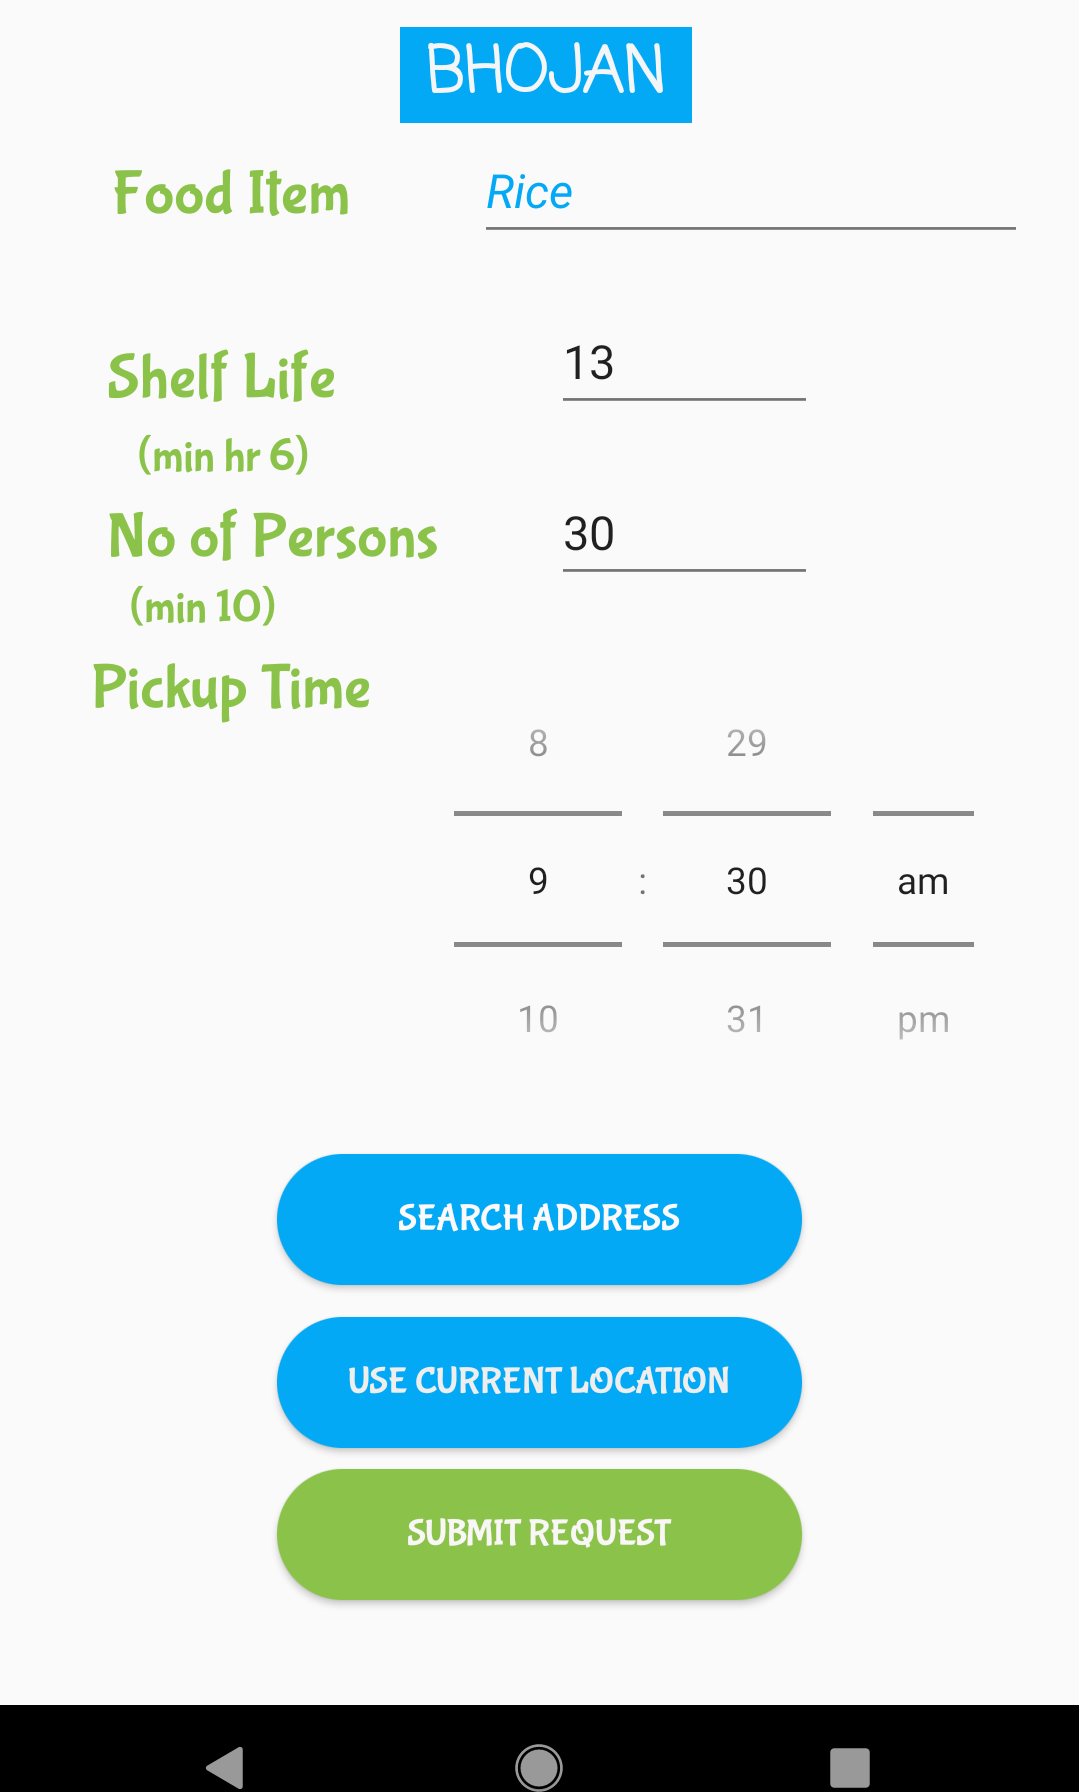 BHOJAN
Food Item Rice
Shelf Life 13
(min hr 6)
No of Persons 30
(min 10)
Pickup Time
8 29
9 : 30 am
10 31 pm
SEARCH ADDRESS
USE CURRENT LOCATION
SUBMIT REQUEST